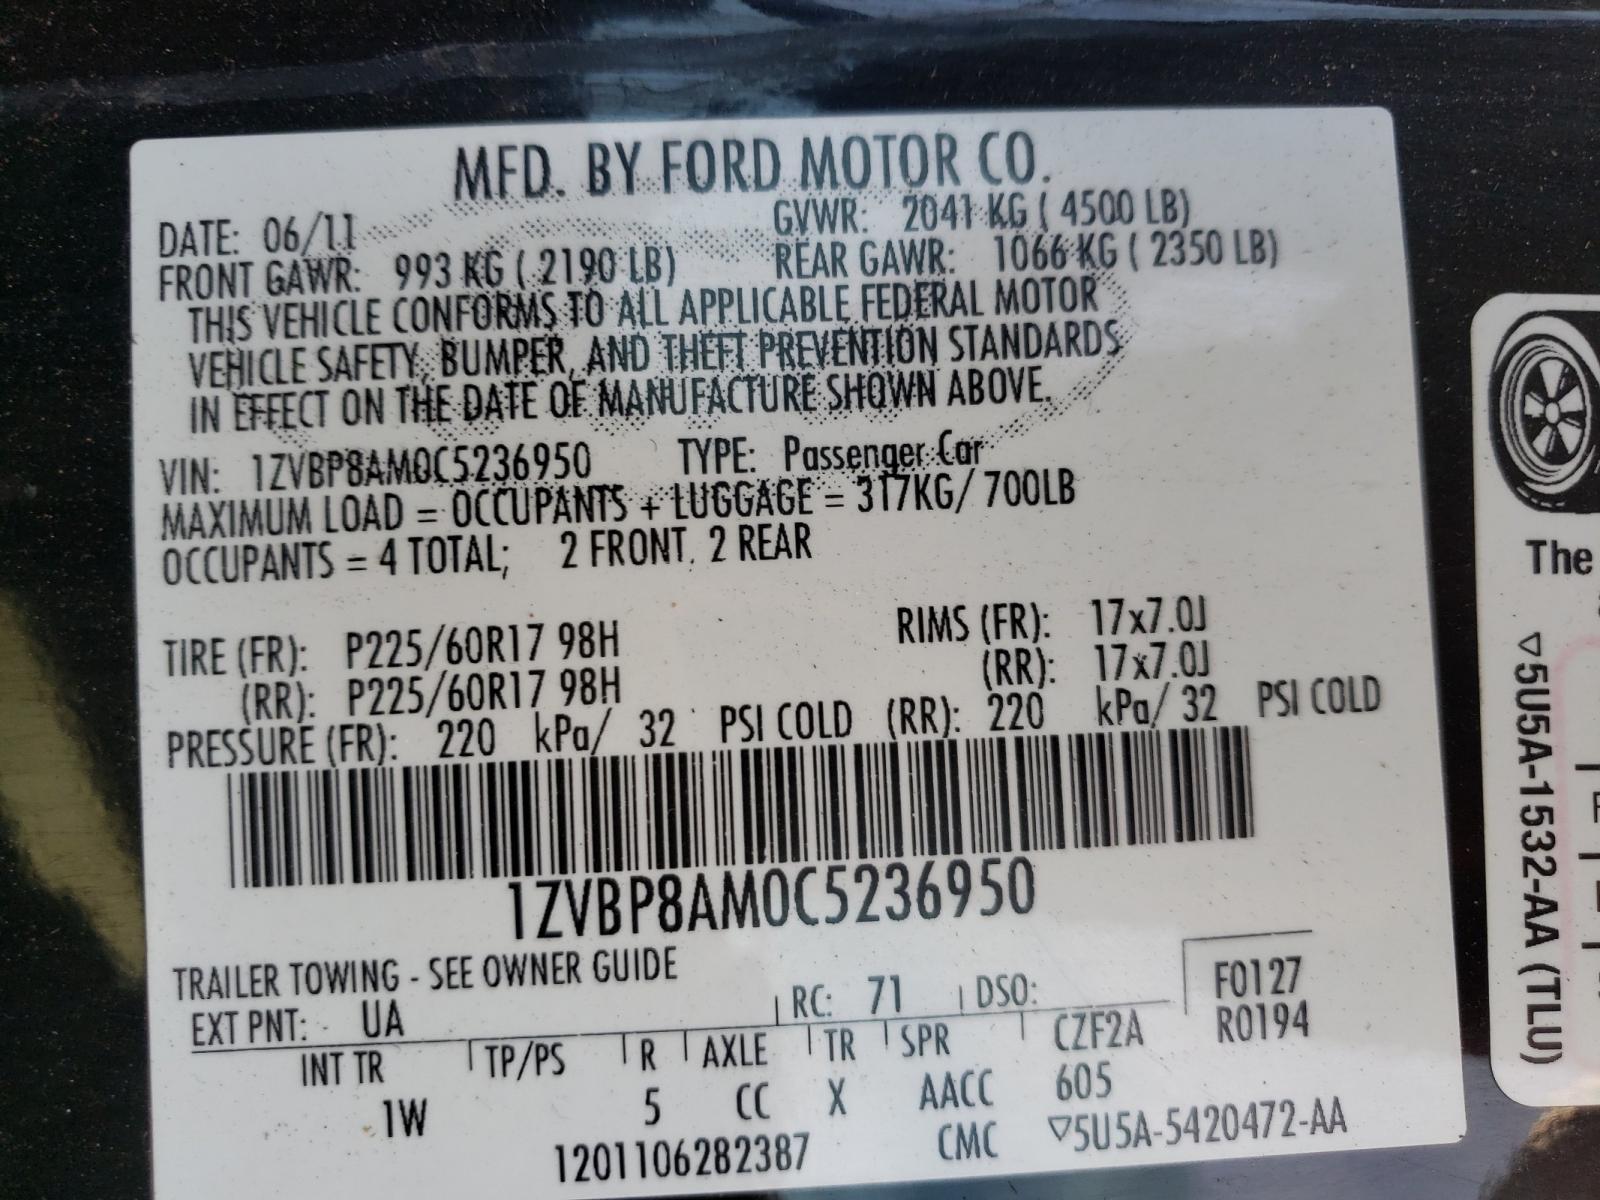 MFD. BY FORD MOTOR CO.
DATE: 06/11 GVWR: 2041 KG ( 4500 LB)
FRONT GAWR: 993 KG ( 2190 LB) REAR GAWR: 1066 KG ( 2350 LB)
THIS VEHICLE CONFORMS TO ALL APPLICABLE FEDERAL MOTOR
VEHICLE SAFETY, BUMPER, AND THEFT PREVENTION STANDARDS
IN EFFECT ON THE DATE OF MANUFACTURE SHOWN ABOVE.
VIN: 1ZVBP8AM0C5236950 TYPE: Passenger Car
MAXIMUM LOAD = OCCUPANTS + LUGGAGE = 317KG/ 700LB
OCCUPANTS = 4 TOTAL; 2 FRONT, 2 REAR
TIRE (FR): P225/60R17 98H RIMS (FR): 17x7.0J
(RR): P225/60R17 98H (RR): 17x7.0J
PRESSURE (FR): 220 kPa/ 32 PSI COLD (RR): 220 kPa/ 32 PSI COLD
1ZVBP8AM0C5236950
TRAILER TOWING - SEE OWNER GUIDE
EXT PNT: UA RC: 71 DSO: F0127
R0194
INT TR TP/PS R AXLE TR SPR CZF2A
1W 5 CC X AACC 605
1201106282387 CMC ▽5U5A-5420472-AA
The
▽5U5A-1532-AA (TLU)